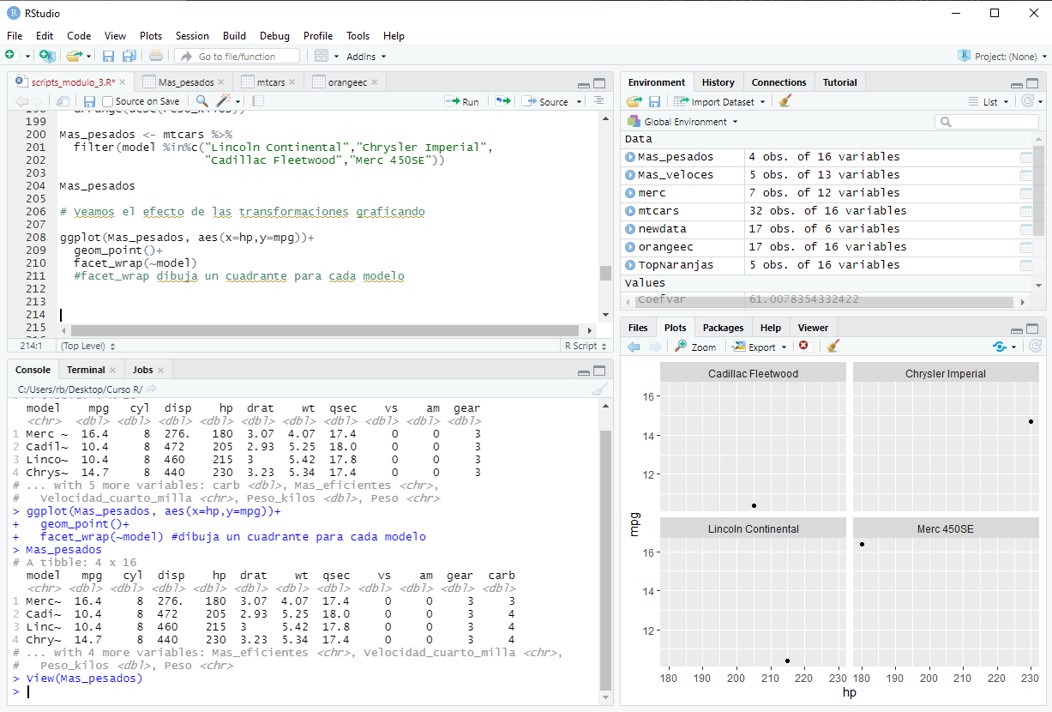 RStudio
File Edit Code View Plots Session Build Debug Profile Tools Help
Go to file/function Addins Project: (None)
scripts_modulo_3.R* Mas_pesados mtcars orangeec
Source on Save Run Source
199
200 Mas_pesados <- mtcars %>%
201 filter(model %in%c("Lincoln Continental","Chrysler Imperial",
202 "Cadillac Fleetwood","Merc 450SE"))
203
204 Mas_pesados
205
206 # Veamos el efecto de las transformaciones graficando
207
208 ggplot(Mas_pesados, aes(x=hp,y=mpg))+
209 geom_point()+
210 facet_wrap(~model)
211 #facet_wrap dibuja un cuadrante para cada modelo
212
213
214
215
214:1 (Top Level) R Script
Console Terminal Jobs
C:/Users/rb/Desktop/Curso R/
model mpg cyl disp hp drat wt qsec vs am gear
<chr> <dbl> <dbl> <dbl> <dbl> <dbl> <dbl> <dbl> <dbl> <dbl> <dbl>
1 Merc ~ 16.4 8 276. 180 3.07 4.07 17.4 0 0 3
2 Cadil~ 10.4 8 472 205 2.93 5.25 18.0 0 0 3
3 Linco~ 10.4 8 460 215 3 5.42 17.8 0 0 3
4 Chrys~ 14.7 8 440 230 3.23 5.34 17.4 0 0 3
# ... with 5 more variables: carb <dbl>, Mas_eficientes <chr>,
# Velocidad_cuarto_milla <chr>, Peso_kilos <dbl>, Peso <chr>
> ggplot(Mas_pesados, aes(x=hp,y=mpg))+
+ geom_point()+
+ facet_wrap(~model) #dibuja un cuadrante para cada modelo
> Mas_pesados
# A tibble: 4 x 16
model mpg cyl disp hp drat wt qsec vs am gear carb
<chr> <dbl> <dbl> <dbl> <dbl> <dbl> <dbl> <dbl> <dbl> <dbl> <dbl> <dbl>
1 Merc~ 16.4 8 276. 180 3.07 4.07 17.4 0 0 3 3
2 Cadi~ 10.4 8 472 205 2.93 5.25 18.0 0 0 3 4
3 Linc~ 10.4 8 460 215 3 5.42 17.8 0 0 3 4
4 Chry~ 14.7 8 440 230 3.23 5.34 17.4 0 0 3 4
# ... with 4 more variables: Mas_eficientes <chr>, Velocidad_cuarto_milla <chr>,
# Peso_kilos <dbl>, Peso <chr>
> View(Mas_pesados)
>
Environment History Connections Tutorial
Import Dataset List
Global Environment
Data
Mas_pesados 4 obs. of 16 variables
Mas_veloces 5 obs. of 13 variables
merc 7 obs. of 12 variables
mtcars 32 obs. of 16 variables
newdata 17 obs. of 6 variables
orangeec 17 obs. of 16 variables
TopNaranjas 5 obs. of 16 variables
Values
coefvar 61.0078354332422
Files Plots Packages Help Viewer
Zoom Export
Cadillac Fleetwood Chrysler Imperial
16
14
12
mpg
Lincoln Continental Merc 450SE
16
14
12
180 190 200 210 220 230 180 190 200 210 220 230
hp